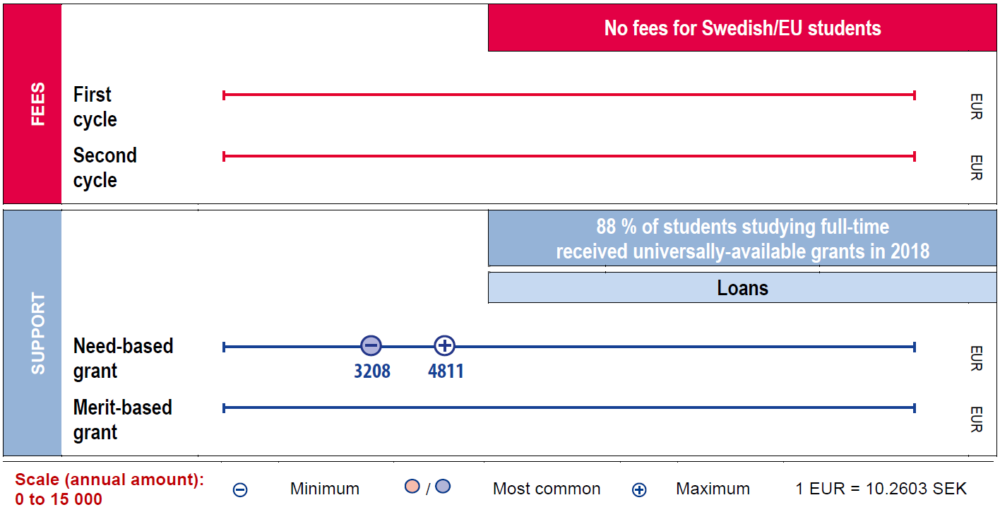 FEES
No fees for Swedish/EU students
First
cycle
EUR
Second
cycle
EUR
SUPPORT
88 % of students studying full-time
received universally-available grants in 2018
Loans
Need-based
grant
3208
4811
EUR
Merit-based
grant
EUR
Scale (annual amount):
0 to 15 000
Minimum
/
Most common
Maximum
1 EUR = 10.2603 SEK